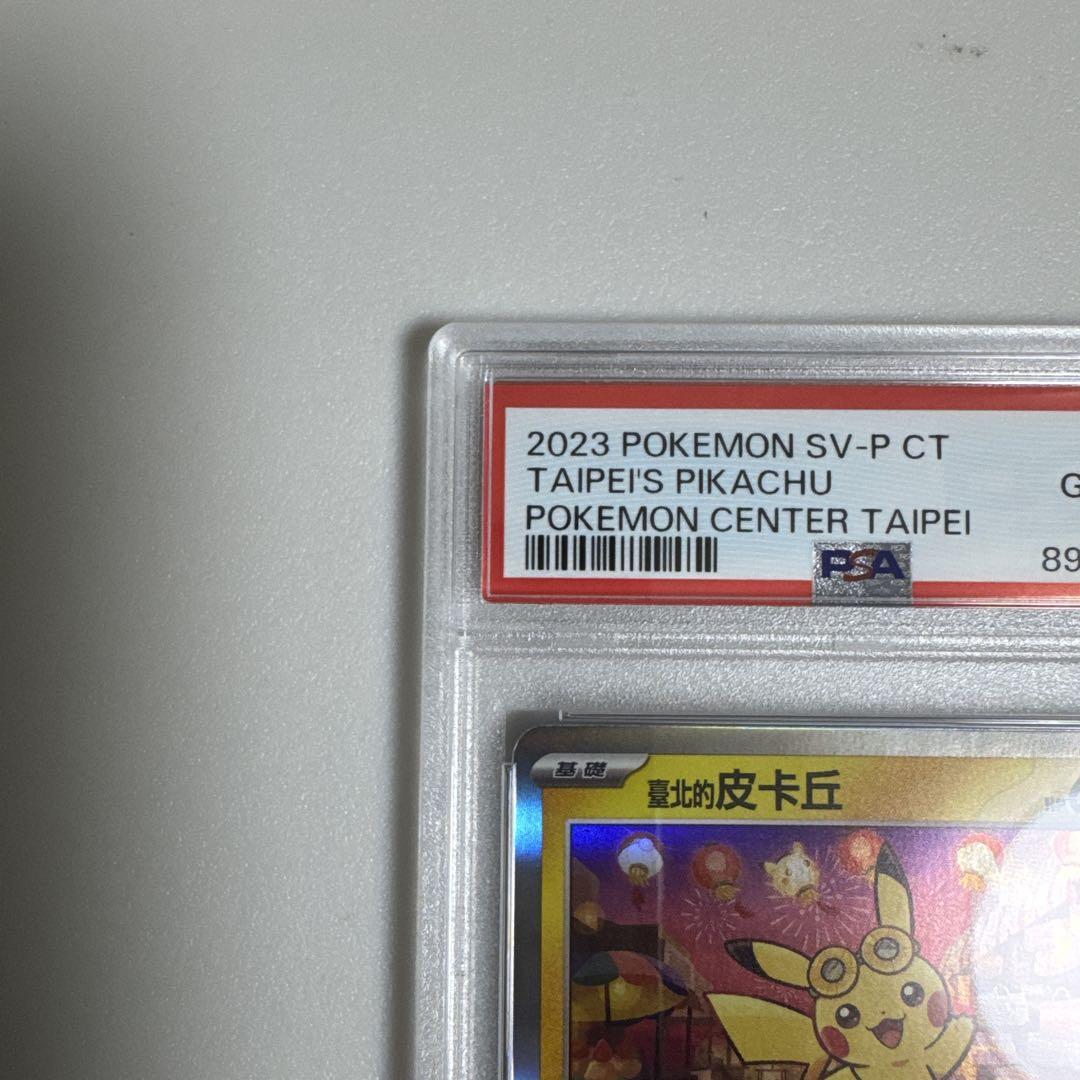 2023 POKEMON SV-P CT
TAIPEI'S PIKACHU
POKEMON CENTER TAIPEI
G
89
PSA
基礎
臺北的皮卡丘